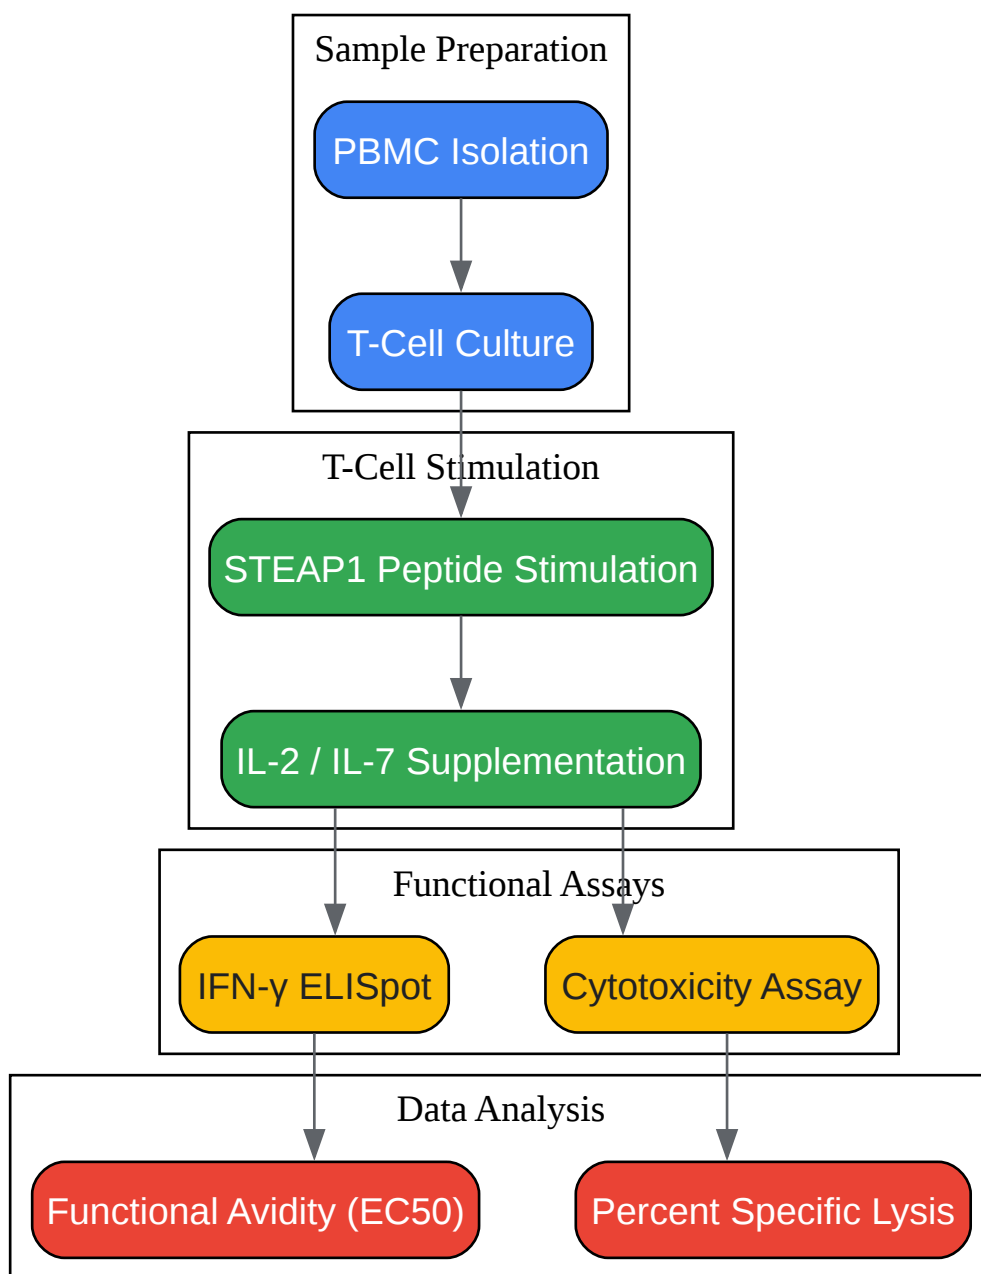 Sample Preparation
PBMC Isolation
T-Cell Culture
T-Cell Stimulation
STEAP1 Peptide Stimulation
IL-2 / IL-7 Supplementation
Functional Assays
IFN-γ ELISpot
Cytotoxicity Assay
Data Analysis
Functional Avidity (EC50)
Percent Specific Lysis